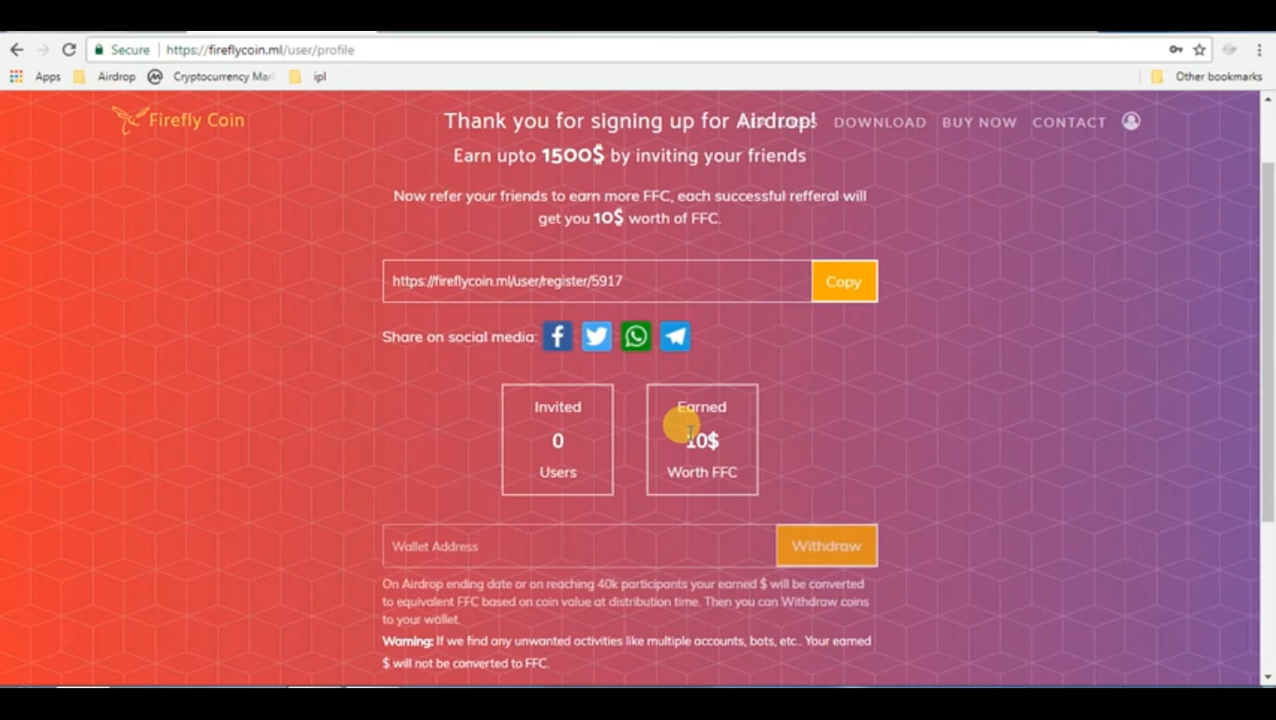 Secure https://fireflycoin.ml/user/profile
Apps Airdrop Cryptocurrency Mar ipl Other bookmarks
Firefly Coin
Thank you for signing up for Airdrop!
DOWNLOAD BUY NOW CONTACT
Earn upto 1500$ by inviting your friends
Now refer your friends to earn more FFC, each successful refferal will
get you 10$ worth of FFC.
https://fireflycoin.ml/user/register/5917 Copy
Share on social media:
Invited
0
Users
Earned
10$
Worth FFC
Wallet Address Withdraw
On Airdrop ending date or on reaching 40k participants your earned $ will be converted
to equivalent FFC based on coin value at distribution time. Then you can Withdraw coins
to your wallet.
Warning: If we find any unwanted activities like multiple accounts, bots, etc.. Your earned
$ will not be converted to FFC.